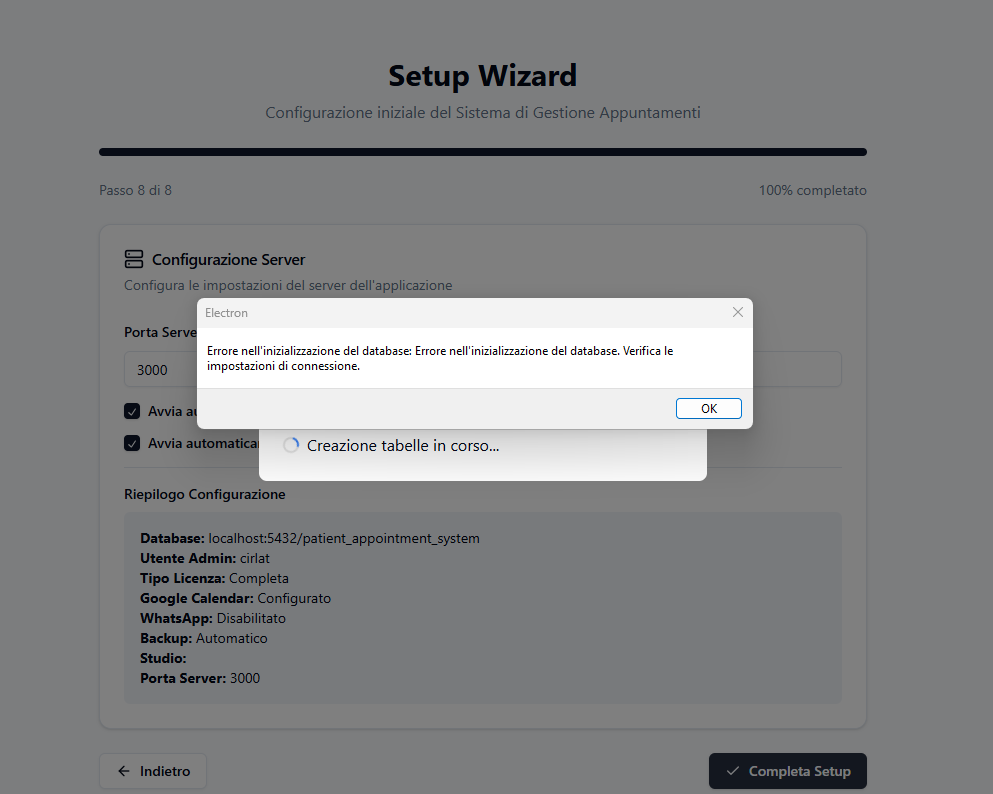 Setup Wizard
Configurazione iniziale del Sistema di Gestione Appuntamenti
Passo 8 di 8
100% completato
Configurazione Server
Configura le impostazioni del server dell'applicazione
Electron
Porta Serve
Errore nell'inizializzazione del database: Errore nell'inizializzazione del database. Verifica le
impostazioni di connessione.
3000
OK
Avvia au
Avvia automatica
Creazione tabelle in corso...
Riepilogo Configurazione
Database: localhost:5432/patient_appointment_system
Utente Admin: cirlat
Tipo Licenza: Completa
Google Calendar: Configurato
WhatsApp: Disabilitato
Backup: Automatico
Studio:
Porta Server: 3000
Indietro
Completa Setup